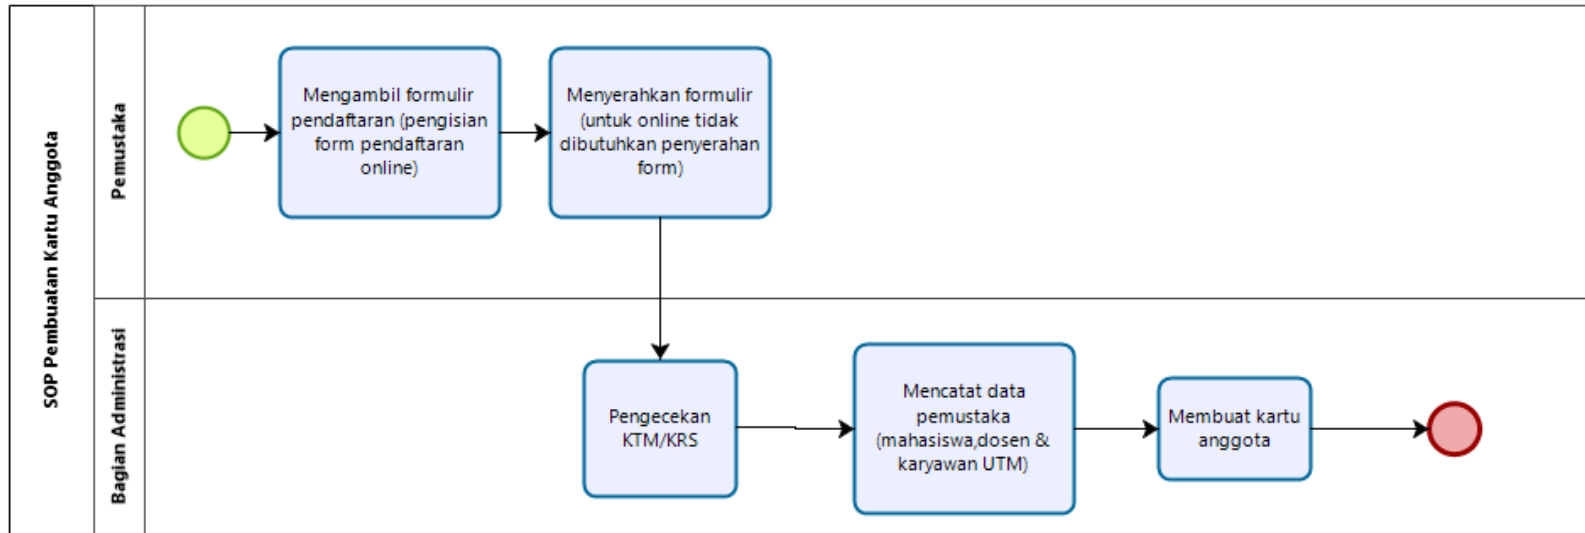 SOP Pembuatan Kartu Anggota
Pemustaka
Mengambil formulir
pendaftaran (pengisian
form pendaftaran
online)
Menyerahkan formulir
(untuk online tidak
dibutuhkan penyerahan
form)
Bagian Administrasi
Pengecekan
KTM/KRS
Mencatat data
pemustaka
(mahasiswa,dosen &
karyawan UTM)
Membuat kartu
anggota